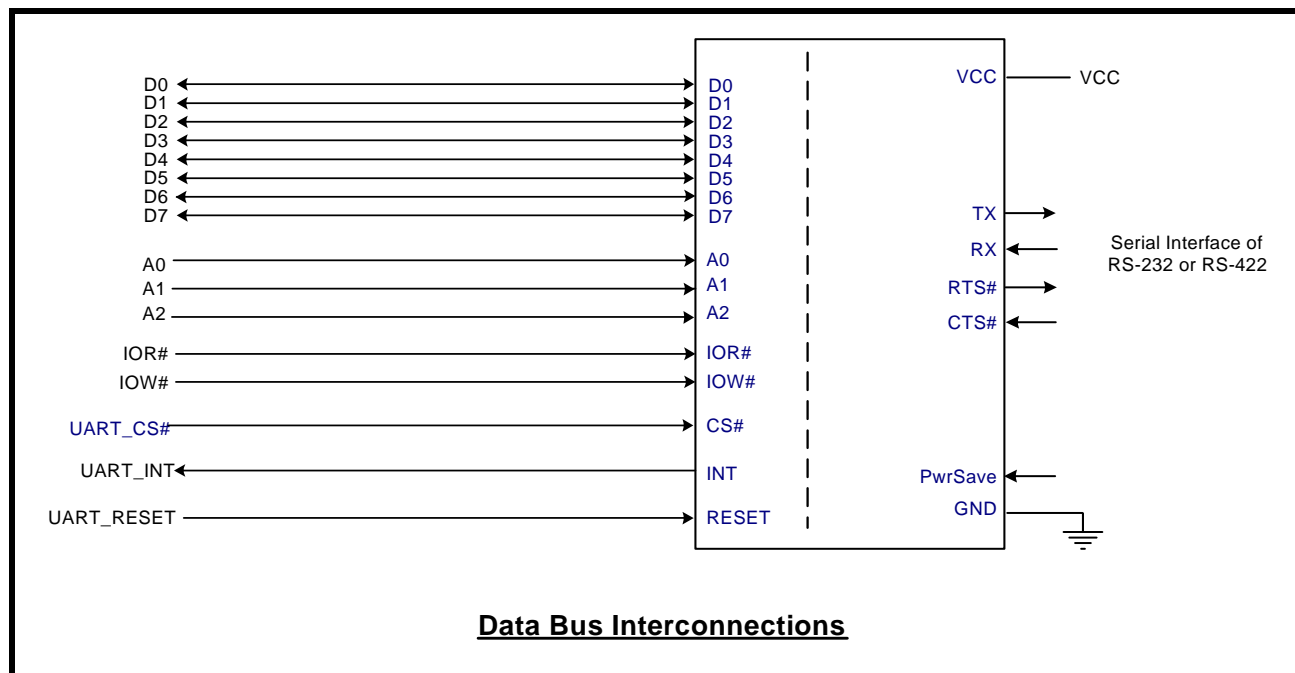 D0
D1
D2
D3
D4
D5
D6
D7
A0
A1
A2
IOR#
IOW#
UART_CS#
UART_INT
UART_RESET
D0
D1
D2
D3
D4
D5
D6
D7
A0
A1
A2
IOR#
IOW#
CS#
INT
RESET
VCC
TX
RX
RTS#
CTS#
PwrSave
GND
VCC
Serial Interface of
RS-232 or RS-422
Data Bus Interconnections